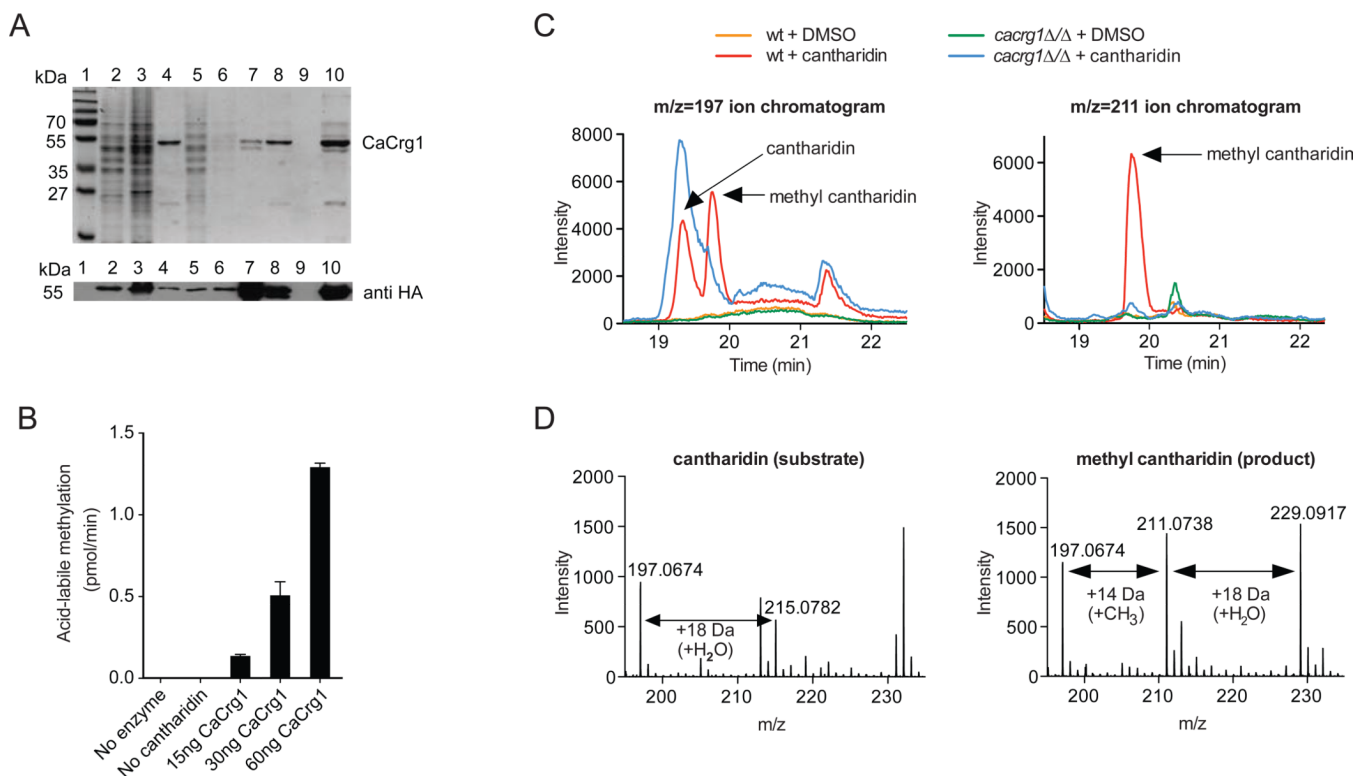 A
kDa 1 2 3 4 5 6 7 8 9 10
70
55
35
27
CaCrg1
kDa 1 2 3 4 5 6 7 8 9 10
55
anti HA
B
Acid-labile methylation
(pmol/min)
1.5
1.0
0.5
0.0
No enzyme
No cantharidin
15ng CaCrg1
30ng CaCrg1
60ng CaCrg1
C
wt + DMSO
wt + cantharidin
cacrg1Δ/Δ + DMSO
cacrg1Δ/Δ + cantharidin
m/z=197 ion chromatogram
Intensity
8000
6000
4000
2000
0
cantharidin
methyl cantharidin
19 20 21 22
Time (min)
m/z=211 ion chromatogram
Intensity
6000
4000
2000
0
methyl cantharidin
19 20 21 22
Time (min)
D
cantharidin (substrate)
Intensity
2000
1500
1000
500
0
197.0674
215.0782
+18 Da
(+H₂O)
200 210 220 230
m/z
methyl cantharidin (product)
Intensity
2000
1500
1000
500
0
197.0674
211.0738
229.0917
+14 Da
(+CH₃)
+18 Da
(+H₂O)
200 210 220 230
m/z